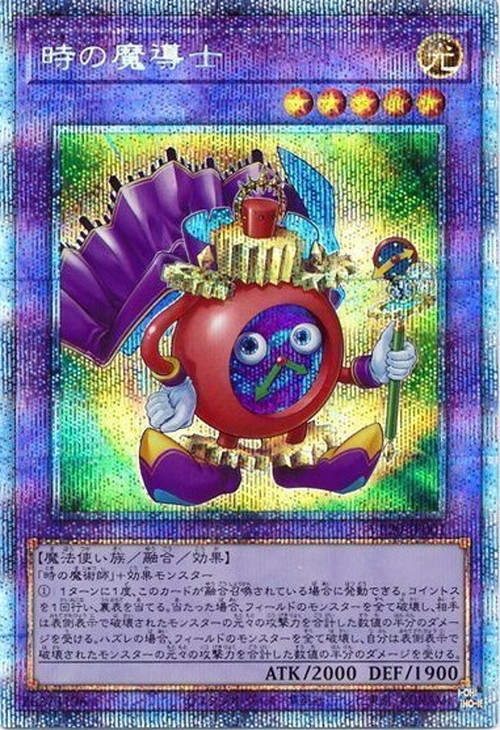 時の魔導士
光
【魔法使い族／融合／効果】
「時の魔術師」+効果モンスター
① 1ターンに1度、このカードが融合召喚されている場合に発動できる。コイントス
を1回行い、裏表を当てる。当たった場合、フィールドのモンスターを全て破壊し、相手
は表側表示で破壊されたモンスターの元々の攻撃力を合計した数値の半分のダメー
ジを受ける。ハズレの場合、フィールドのモンスターを全て破壊し、自分は表側表示で
破壊されたモンスターの元々の攻撃力を合計した数値の半分のダメージを受ける。
ATK/2000 DEF/1900